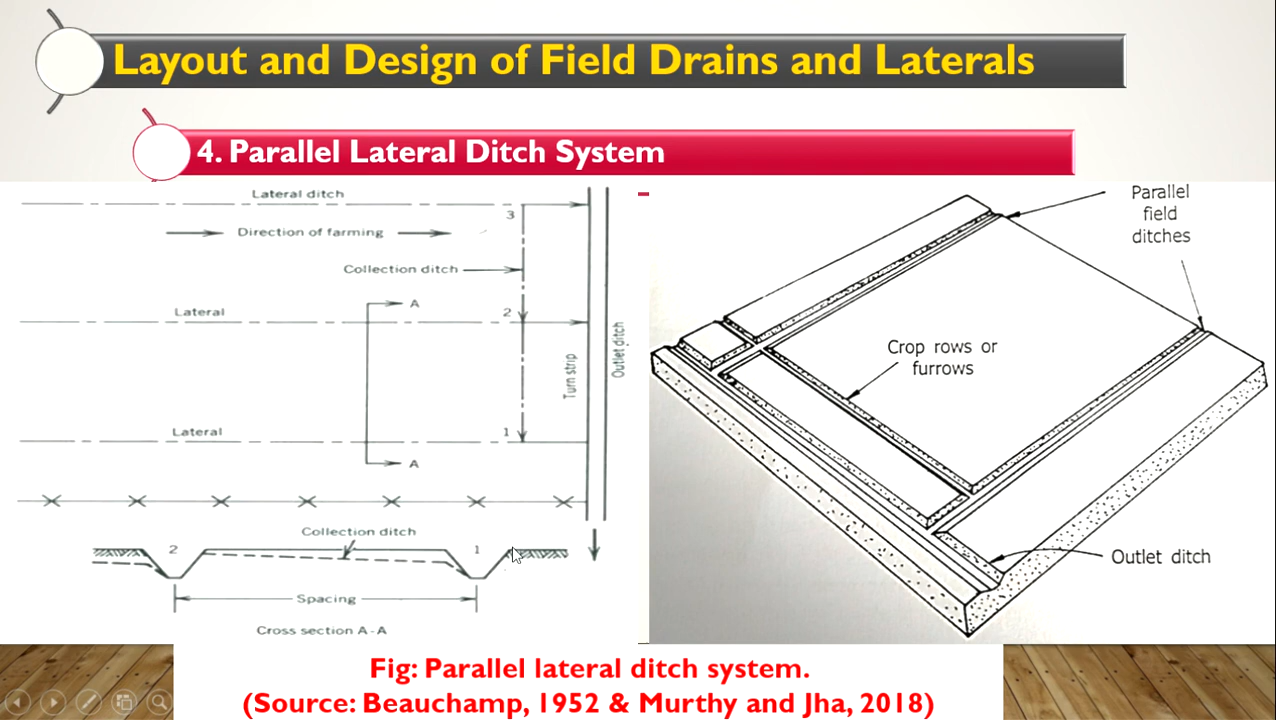 Layout and Design of Field Drains and Laterals
4. Parallel Lateral Ditch System
Lateral ditch
3
Direction of farming
Collection ditch
A
Lateral
2
Turn strip
Outlet ditch
Lateral
1
A
Collection ditch
2
1
Spacing
Cross section A-A
Parallel
field
ditches
Crop rows or
furrows
Outlet ditch
Fig: Parallel lateral ditch system.
(Source: Beauchamp, 1952 & Murthy and Jha, 2018)